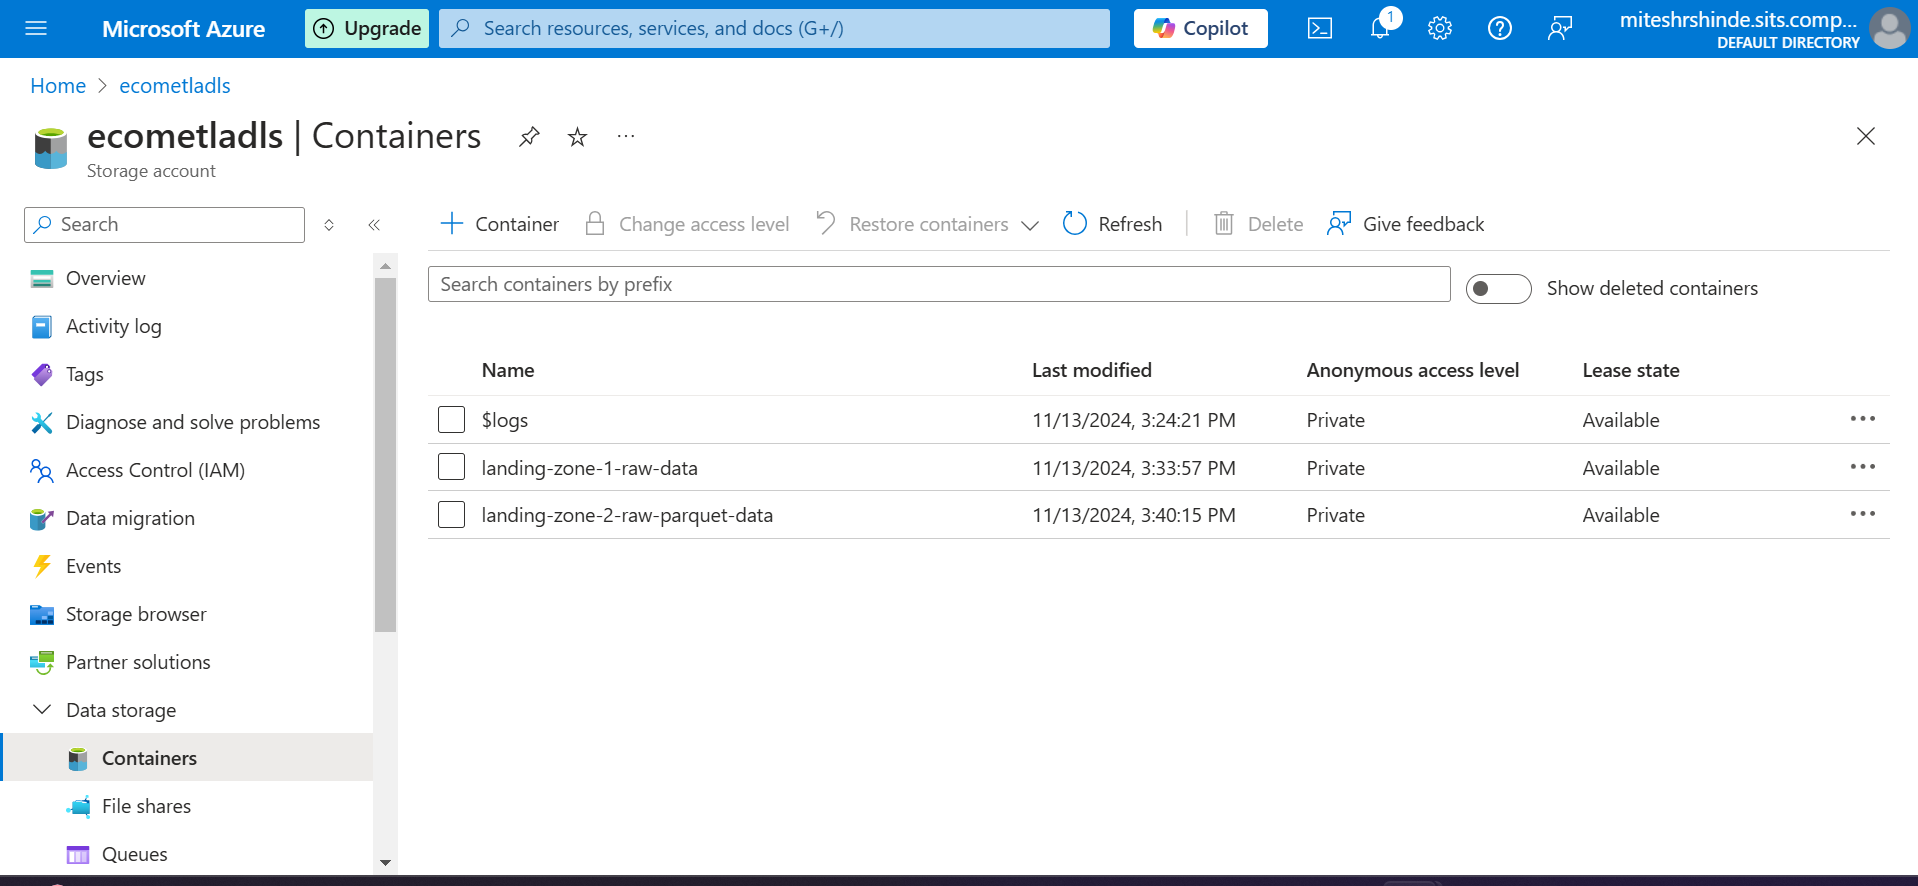 Microsoft Azure
Upgrade
Search resources, services, and docs (G+/)
Copilot
1
miteshrshinde.sits.comp...
DEFAULT DIRECTORY
Home > ecometladls
ecometladls | Containers
Storage account
Search
Container
Change access level
Restore containers
Refresh
Delete
Give feedback
Overview
Activity log
Tags
Diagnose and solve problems
Access Control (IAM)
Data migration
Events
Storage browser
Partner solutions
Data storage
Containers
File shares
Queues
Search containers by prefix
Show deleted containers
Name Last modified Anonymous access level Lease state
$logs 11/13/2024, 3:24:21 PM Private Available
landing-zone-1-raw-data 11/13/2024, 3:33:57 PM Private Available
landing-zone-2-raw-parquet-data 11/13/2024, 3:40:15 PM Private Available